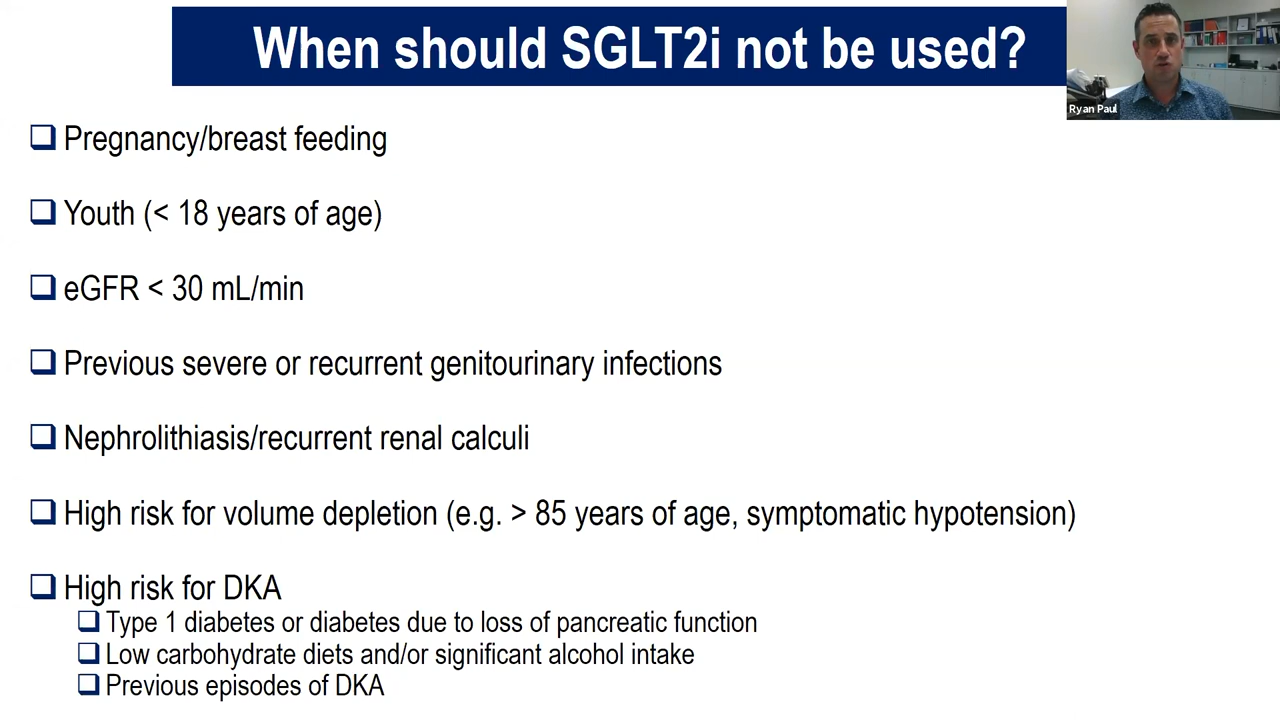 When should SGLT2i not be used?
Ryan Paul
Pregnancy/breast feeding
Youth (< 18 years of age)
eGFR < 30 mL/min
Previous severe or recurrent genitourinary infections
Nephrolithiasis/recurrent renal calculi
High risk for volume depletion (e.g. > 85 years of age, symptomatic hypotension)
High risk for DKA
Type 1 diabetes or diabetes due to loss of pancreatic function
Low carbohydrate diets and/or significant alcohol intake
Previous episodes of DKA